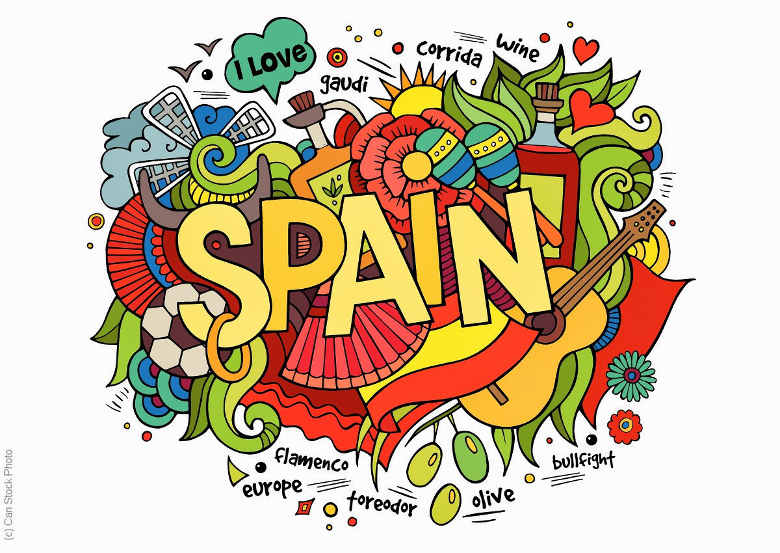 I LOVE
gaudi
corrida
wine
SPAIN
flamenco
europe
toreodor
olive
bullfight
(c) Can Stock Photo